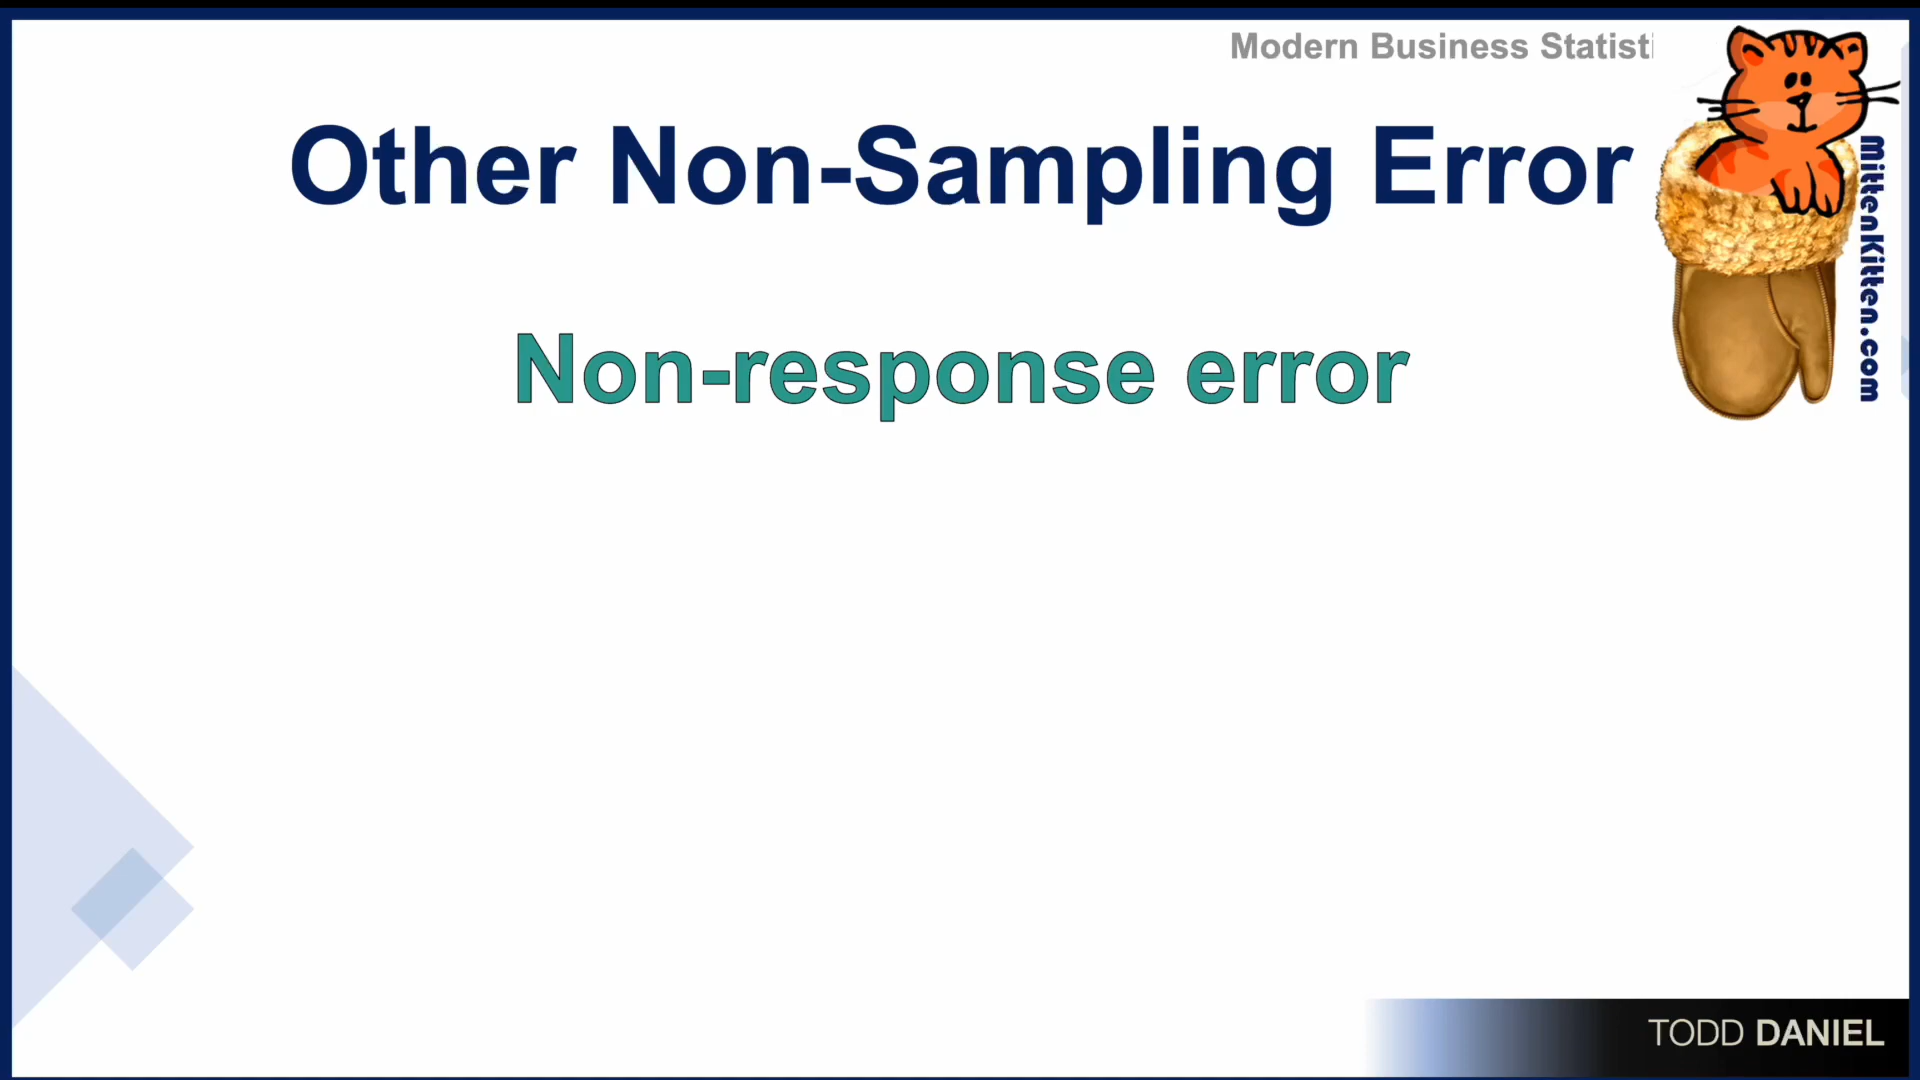 Modern Business Statisti
Other Non-Sampling Error
MittenKitten.com
Non-response error
TODD DANIEL